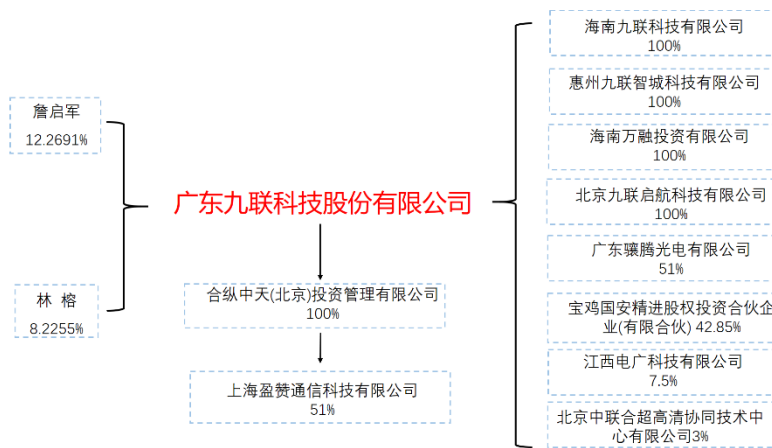 詹启军
12.2691%
林 榕
8.2255%
广东九联科技股份有限公司
合纵中天(北京)投资管理有限公司
100%
上海盈赞通信科技有限公司
51%
海南九联科技有限公司
100%
惠州九联智城科技有限公司
100%
海南万融投资有限公司
100%
北京九联启航科技有限公司
100%
广东骧腾光电有限公司
51%
宝鸡国安精进股权投资合伙企
业(有限合伙) 42.85%
江西电广科技有限公司
7.5%
北京中联合超高清协同技术中
心有限公司3%